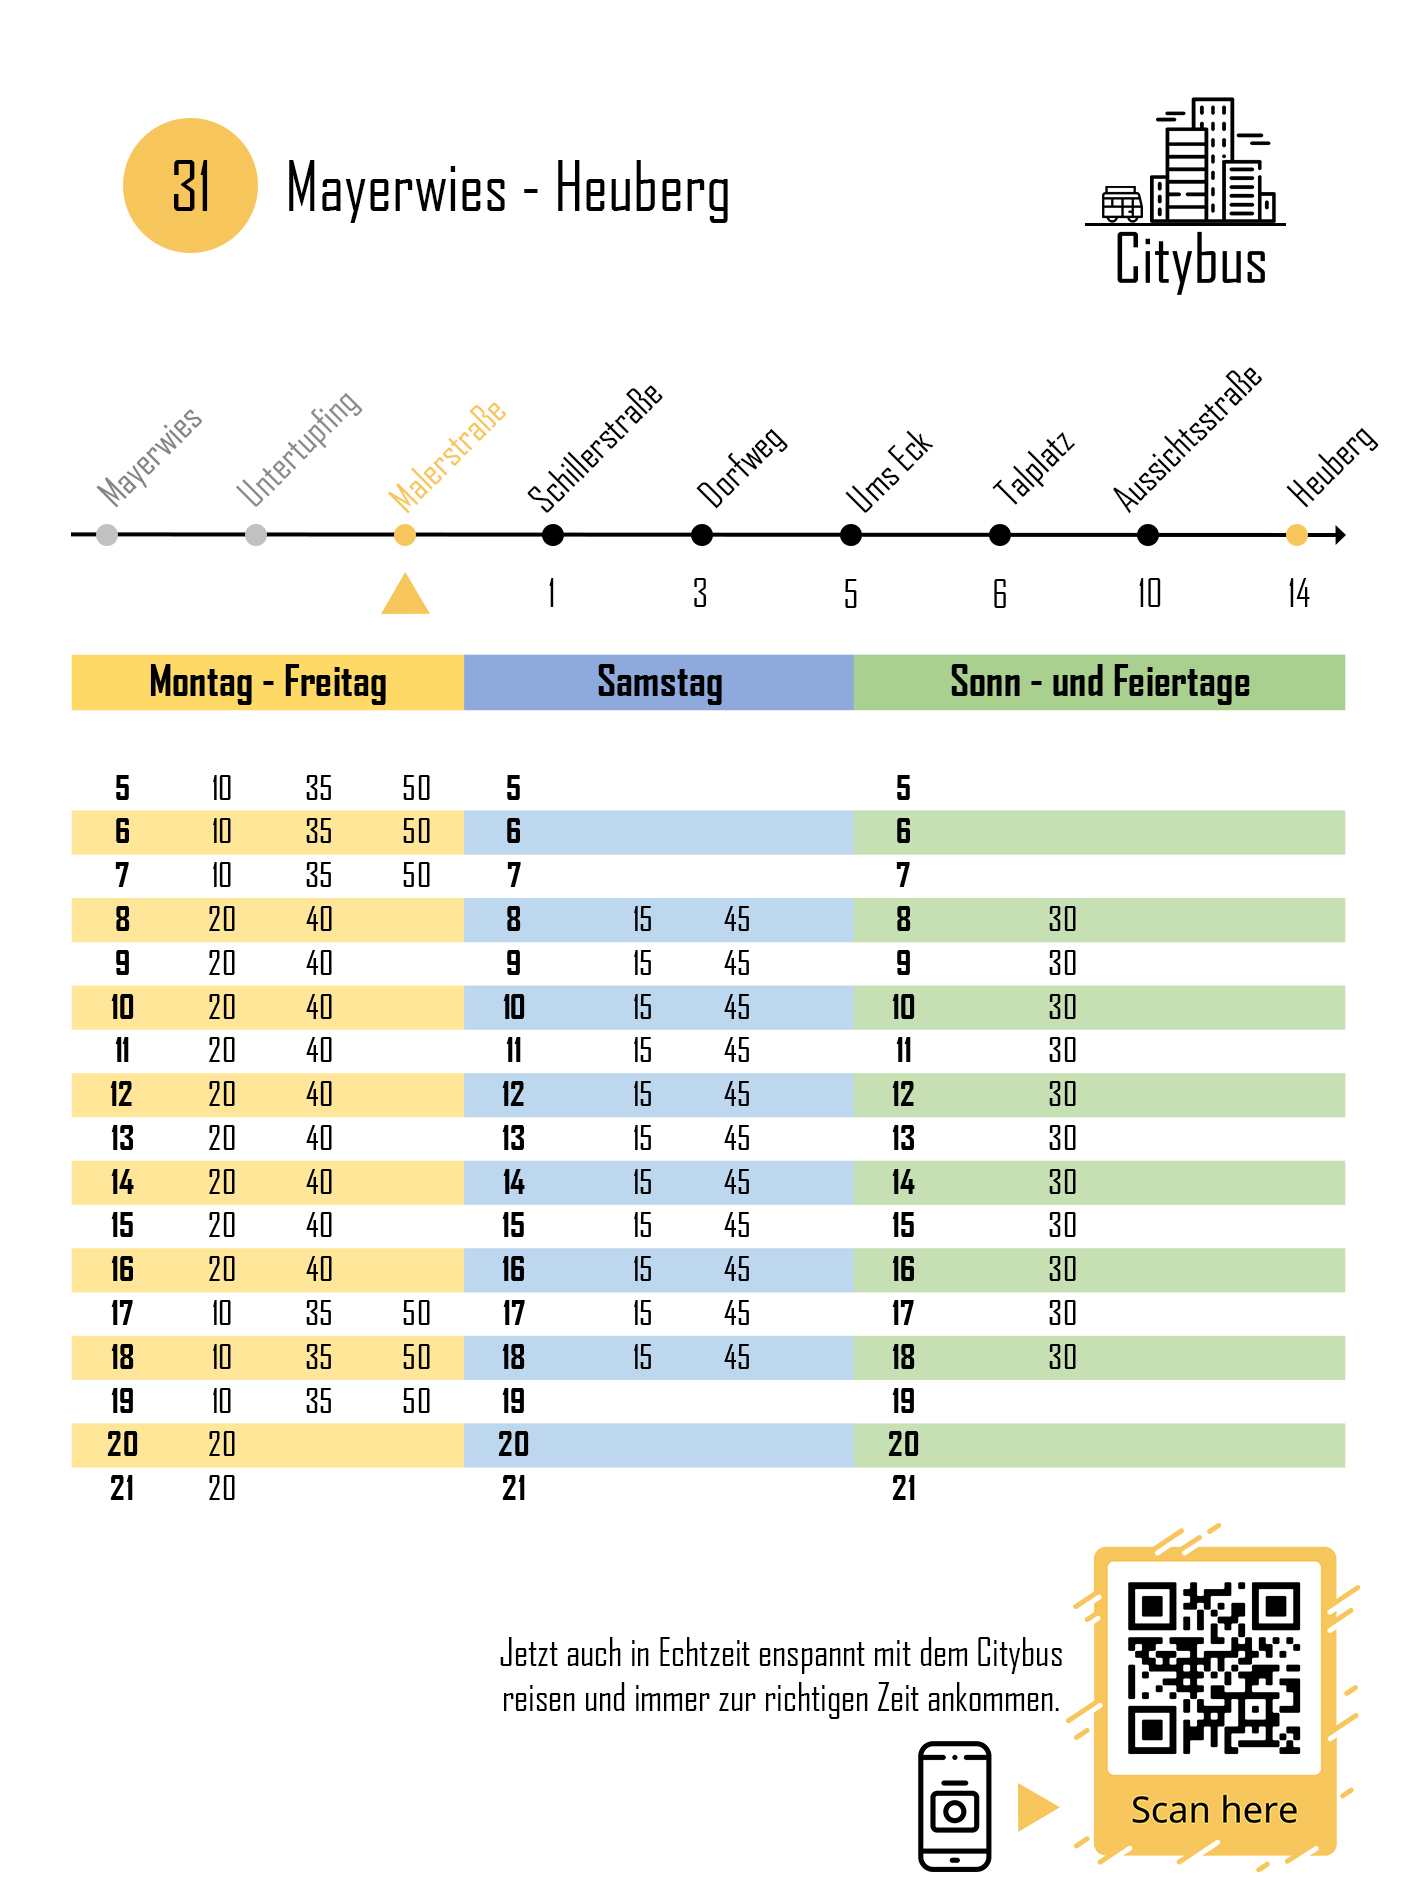 31 Mayerwies - Heuberg
Citybus
Mayerwies
Untertupfing
Malerstraße
Schillerstraße
Dorfweg
Ums Eck
Talplatz
Aussichtsstraße
Heuberg
1 3 5 6 10 14
Montag - Freitag Samstag Sonn - und Feiertage
5 10 35 50 5 5
6 10 35 50 6 6
7 10 35 50 7 7
8 20 40 8 15 45 8 30
9 20 40 9 15 45 9 30
10 20 40 10 15 45 10 30
11 20 40 11 15 45 11 30
12 20 40 12 15 45 12 30
13 20 40 13 15 45 13 30
14 20 40 14 15 45 14 30
15 20 40 15 15 45 15 30
16 20 40 16 15 45 16 30
17 10 35 50 17 15 45 17 30
18 10 35 50 18 15 45 18 30
19 10 35 50 19 19
20 20 20 20
21 20 21 21
Jetzt auch in Echtzeit enspannt mit dem Citybus
reisen und immer zur richtigen Zeit ankommen.
Scan here